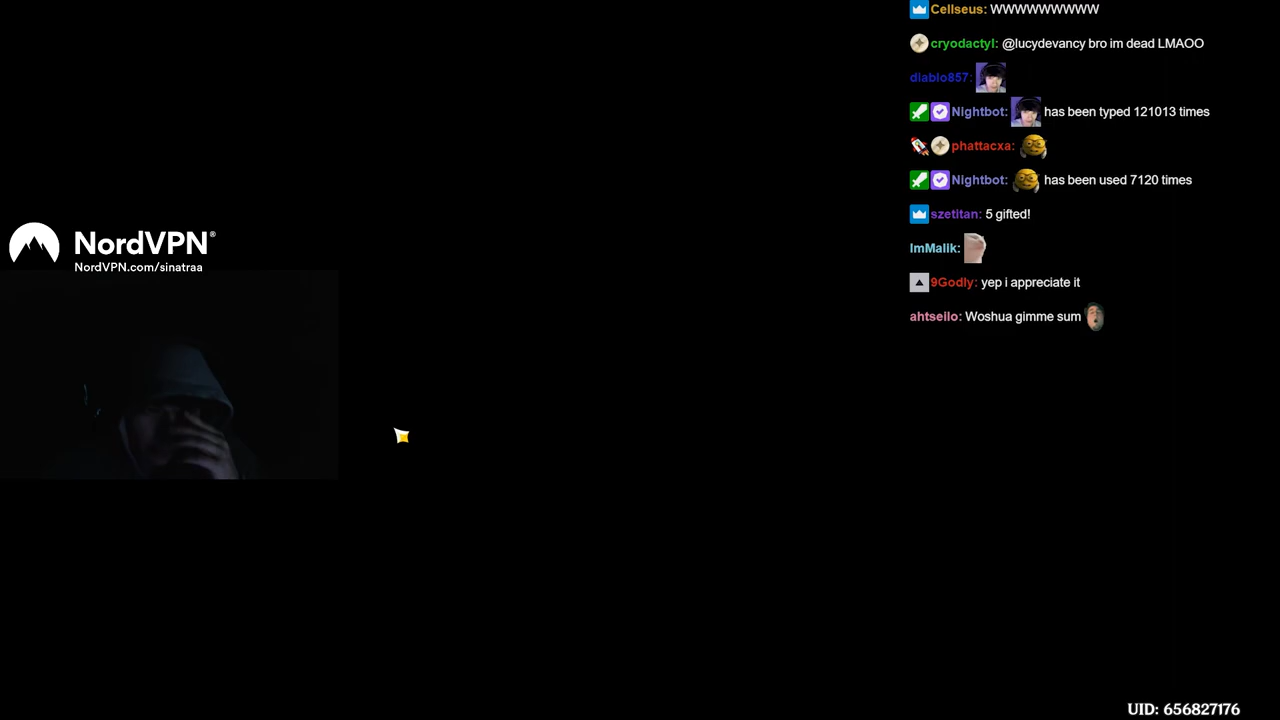 Cellseus: WWWWWWWWW
cryodactyl: @lucydevancy bro im dead LMAOO
diablo857:
Nightbot: has been typed 121013 times
phattacxa:
Nightbot: has been used 7120 times
szetitan: 5 gifted!
ImMalik:
9Godly: yep i appreciate it
ahtseilo: Woshua gimme sum
NordVPN®
NordVPN.com/sinatraa
UID: 656827176